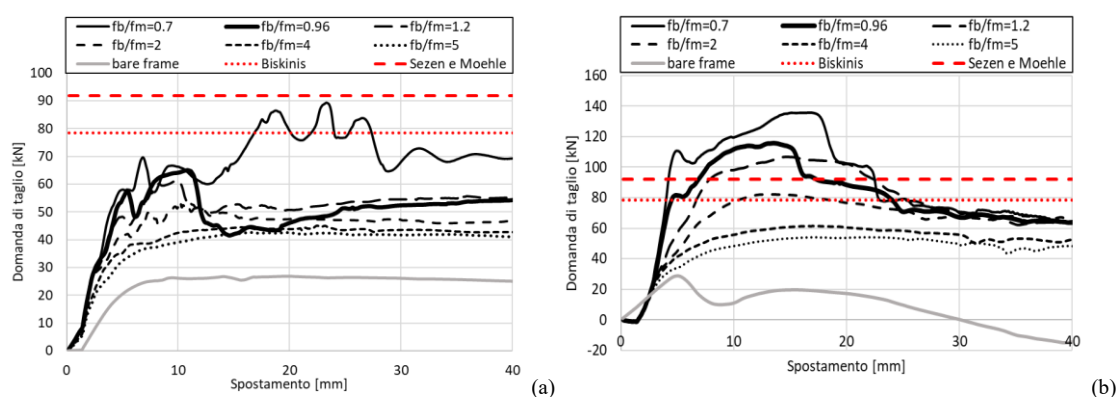 fb/fm=0.7 fb/fm=0.96 fb/fm=1.2
fb/fm=2 fb/fm=4 fb/fm=5
bare frame Biskinis Sezen e Moehle
100
90
80
70
60
50
40
30
20
10
0
Domanda di taglio [kN]
0 10 20 30 40
Spostamento [mm]
(a)
fb/fm=0.7 fb/fm=0.96 fb/fm=1.2
fb/fm=2 fb/fm=4 fb/fm=5
bare frame Biskinis Sezen e Moehle
160
140
120
100
80
60
40
20
0
-20
Domanda di taglio [kN]
0 10 20 30 40
Spostamento [mm]
(b)